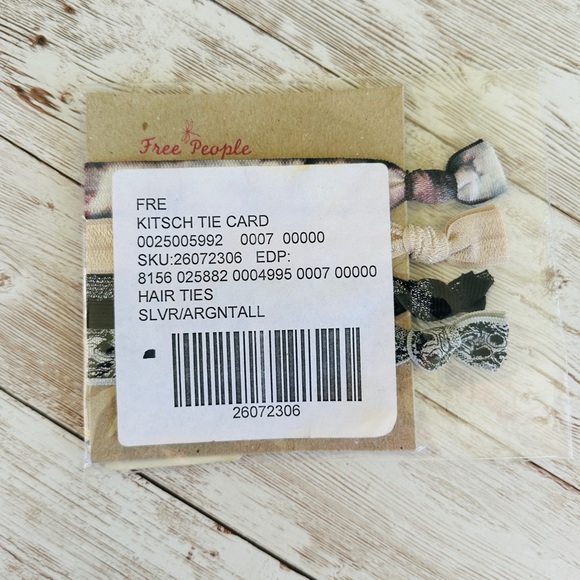 Free People
FRE
KITSCH TIE CARD
0025005992 0007 00000
SKU:26072306 EDP:
8156 025882 0004995 0007 00000
HAIR TIES
SLVR/ARGNTALL
26072306